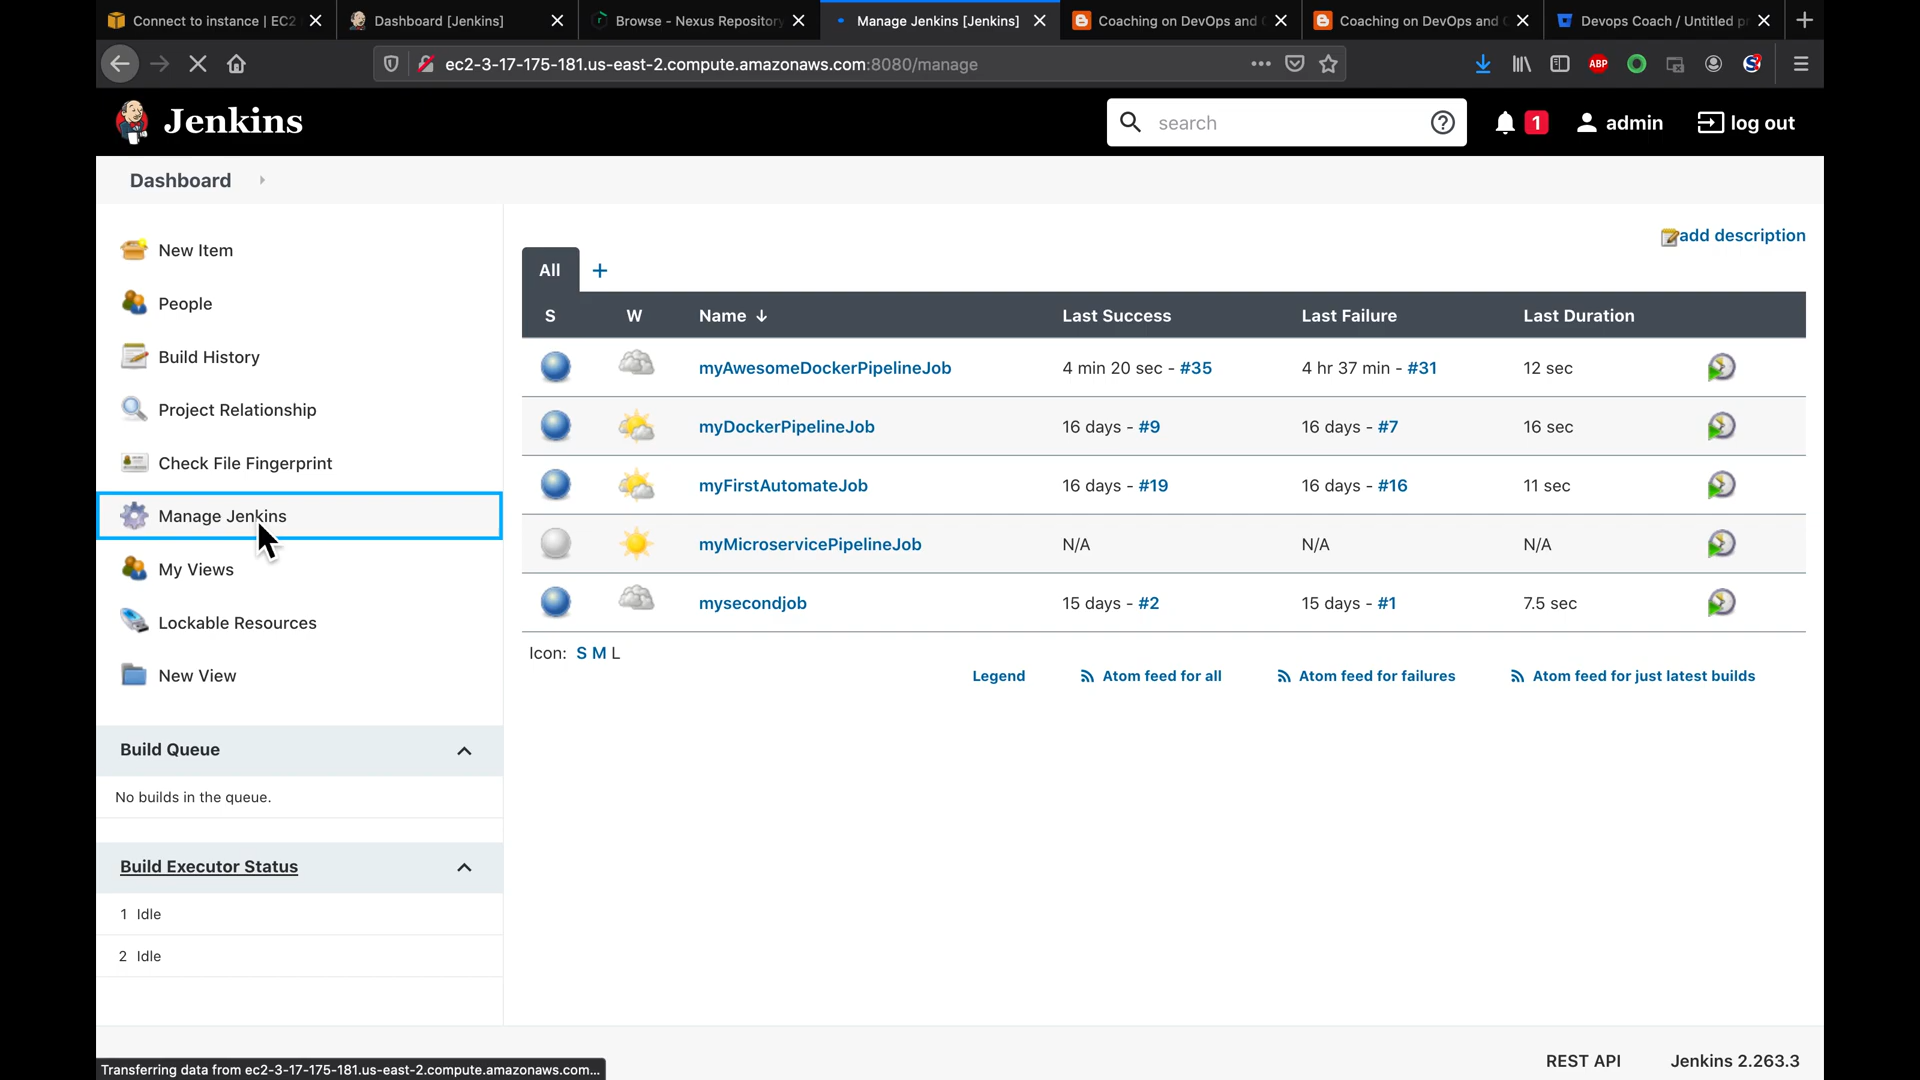 Connect to instance | EC2
Dashboard [Jenkins]
Browse - Nexus Repository
Manage Jenkins [Jenkins]
Coaching on DevOps and C
Coaching on DevOps and C
Devops Coach / Untitled p
ec2-3-17-175-181.us-east-2.compute.amazonaws.com:8080/manage
ABP
Jenkins
search
1
admin
log out
Dashboard
New Item
People
Build History
Project Relationship
Check File Fingerprint
Manage Jenkins
My Views
Lockable Resources
New View
Build Queue
No builds in the queue.
Build Executor Status
1 Idle
2 Idle
add description
All +
S W Name ↓ Last Success Last Failure Last Duration
myAwesomeDockerPipelineJob 4 min 20 sec - #35 4 hr 37 min - #31 12 sec
myDockerPipelineJob 16 days - #9 16 days - #7 16 sec
myFirstAutomateJob 16 days - #19 16 days - #16 11 sec
myMicroservicePipelineJob N/A N/A N/A
mysecondjob 15 days - #2 15 days - #1 7.5 sec
Icon: S M L
Legend Atom feed for all Atom feed for failures Atom feed for just latest builds
REST API Jenkins 2.263.3
Transferring data from ec2-3-17-175-181.us-east-2.compute.amazonaws.com...